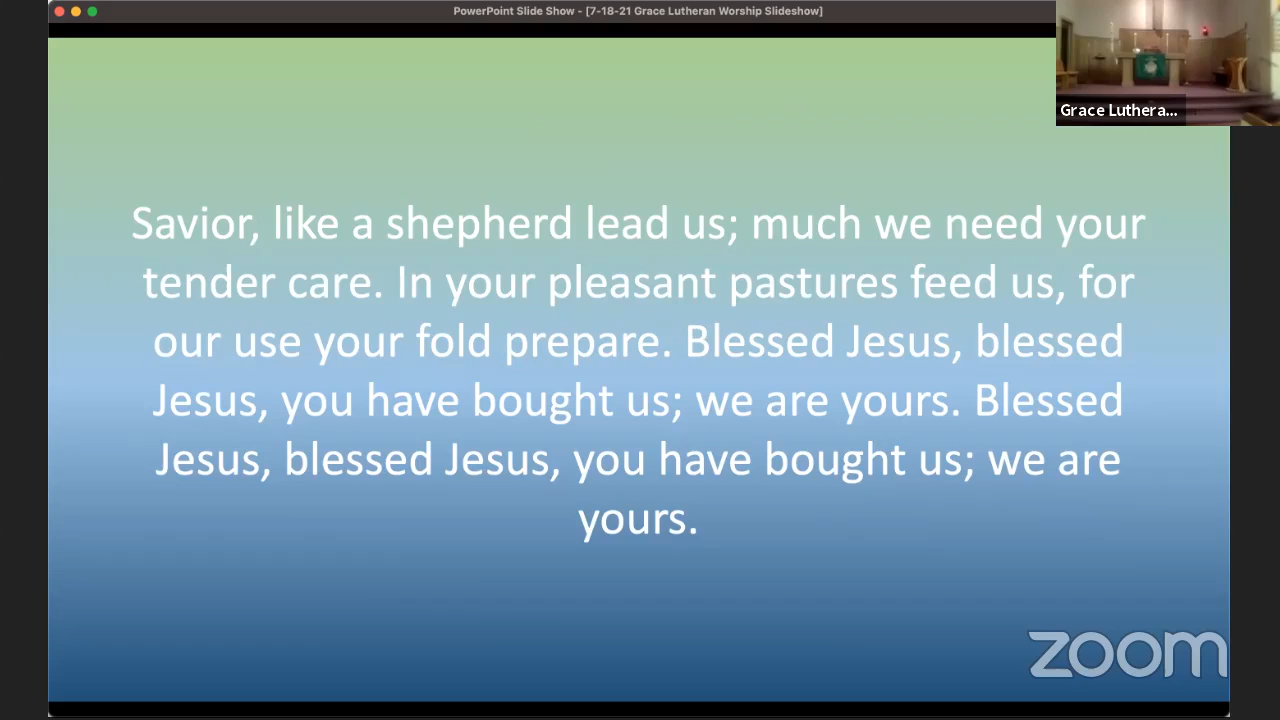 PowerPoint Slide Show - [7-18-21 Grace Lutheran Worship Slideshow]
Grace Luthera...
Savior, like a shepherd lead us; much we need your
tender care. In your pleasant pastures feed us, for
our use your fold prepare. Blessed Jesus, blessed
Jesus, you have bought us; we are yours. Blessed
Jesus, blessed Jesus, you have bought us; we are
yours.
zoom